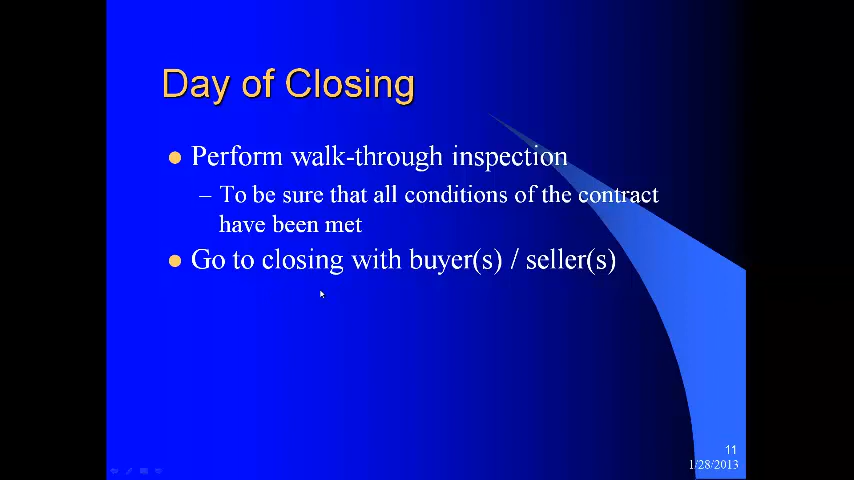 Day of Closing
● Perform walk-through inspection
– To be sure that all conditions of the contract
have been met
● Go to closing with buyer(s) / seller(s)
11
1/28/2013